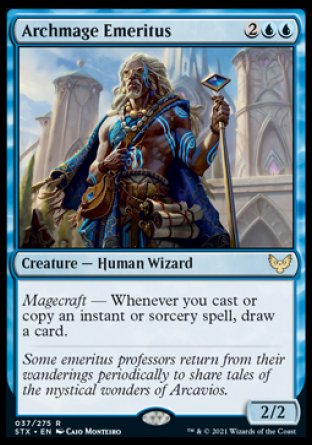 Archmage Emeritus 2
Creature — Human Wizard
Magecraft — Whenever you cast or
copy an instant or sorcery spell, draw
a card.
Some emeritus professors return from their
wanderings periodically to share tales of
the mystical wonders of Arcavios.
2/2
037/275 R
STX • EN Caio Monteiro
™ & © 2021 Wizards of the Coast